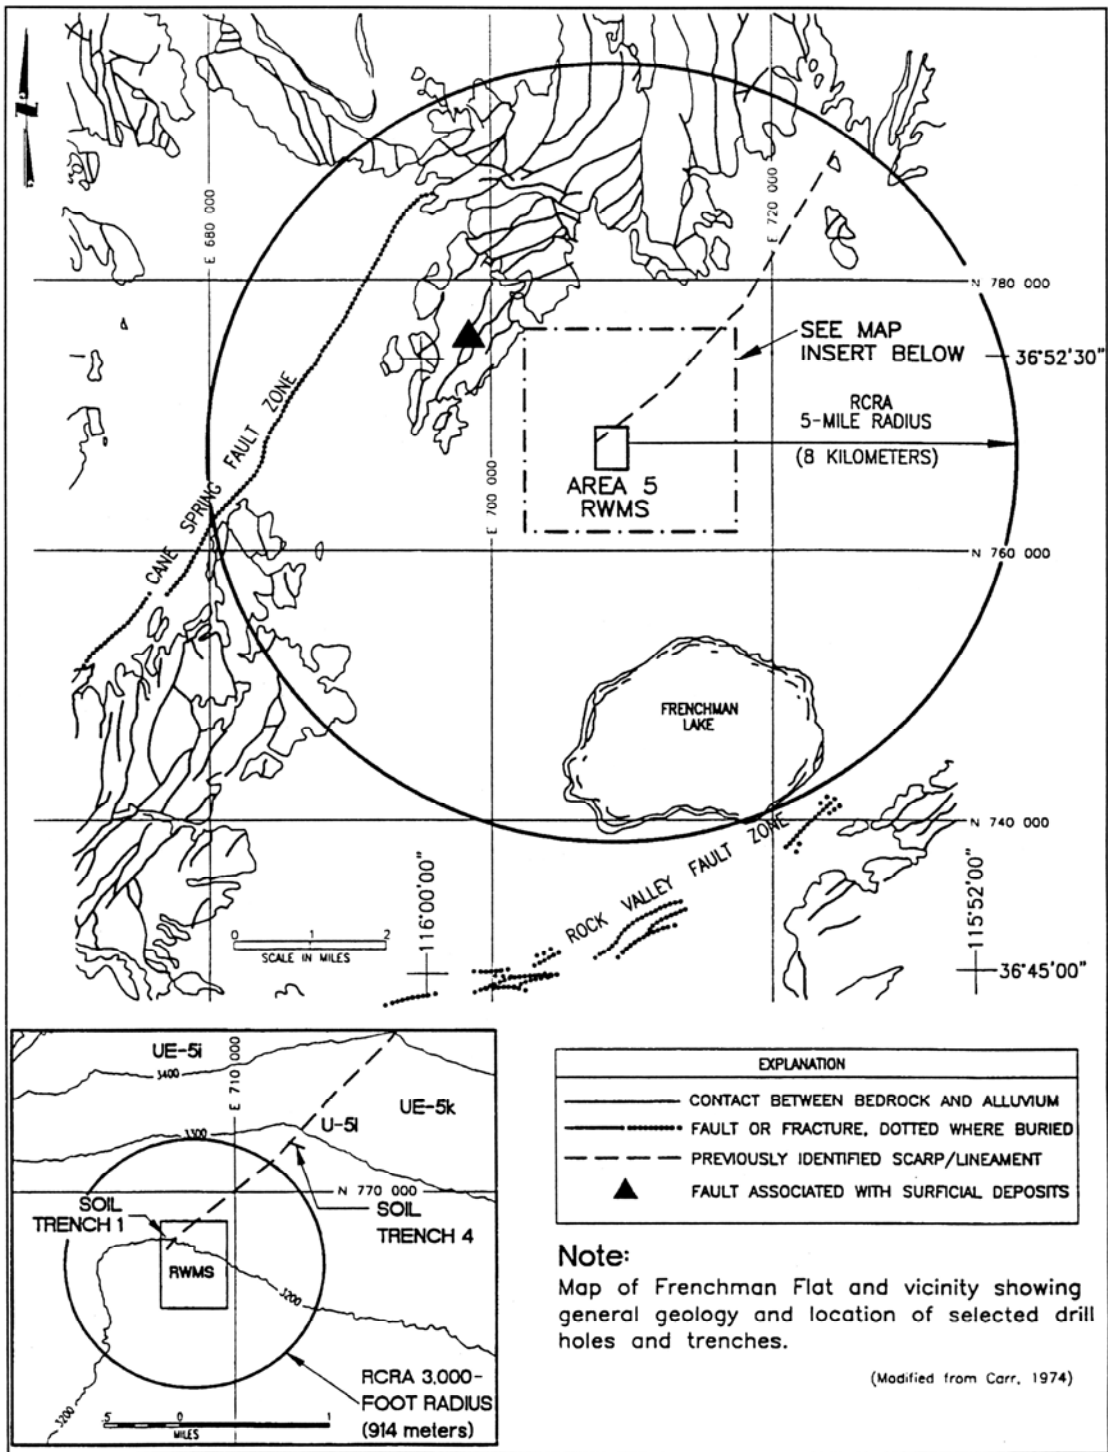 N
E 680 000
E 720 000
N 780 000
SEE MAP
INSERT BELOW
36°52'30"
RCRA
5-MILE RADIUS
(8 KILOMETERS)
CANE SPRING FAULT ZONE
E 700 000
AREA 5
RWMS
N 760 000
FRENCHMAN
LAKE
N 740 000
ROCK VALLEY FAULT ZONE
116°00'00"
115°52'00"
36°45'00"
0 1 2
SCALE IN MILES
UE-5i
3400
E 710 000
UE-5k
U-5i
3300
N 770 000
SOIL
TRENCH 1
SOIL
TRENCH 4
RWMS
3200
3200
RCRA 3,000-
FOOT RADIUS
(914 meters)
.5 0 1
MILES
EXPLANATION
CONTACT BETWEEN BEDROCK AND ALLUVIUM
FAULT OR FRACTURE, DOTTED WHERE BURIED
PREVIOUSLY IDENTIFIED SCARP/LINEAMENT
FAULT ASSOCIATED WITH SURFICIAL DEPOSITS
Note:
Map of Frenchman Flat and vicinity showing
general geology and location of selected drill
holes and trenches.
(Modified from Carr, 1974)